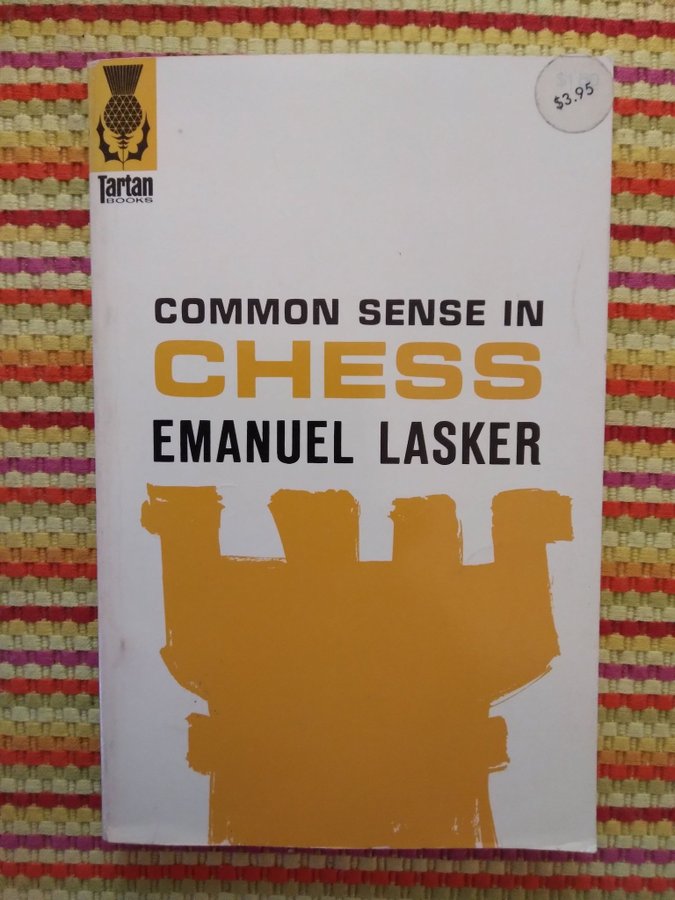 $3.95
Tartan
BOOKS
COMMON SENSE IN
CHESS
EMANUEL LASKER